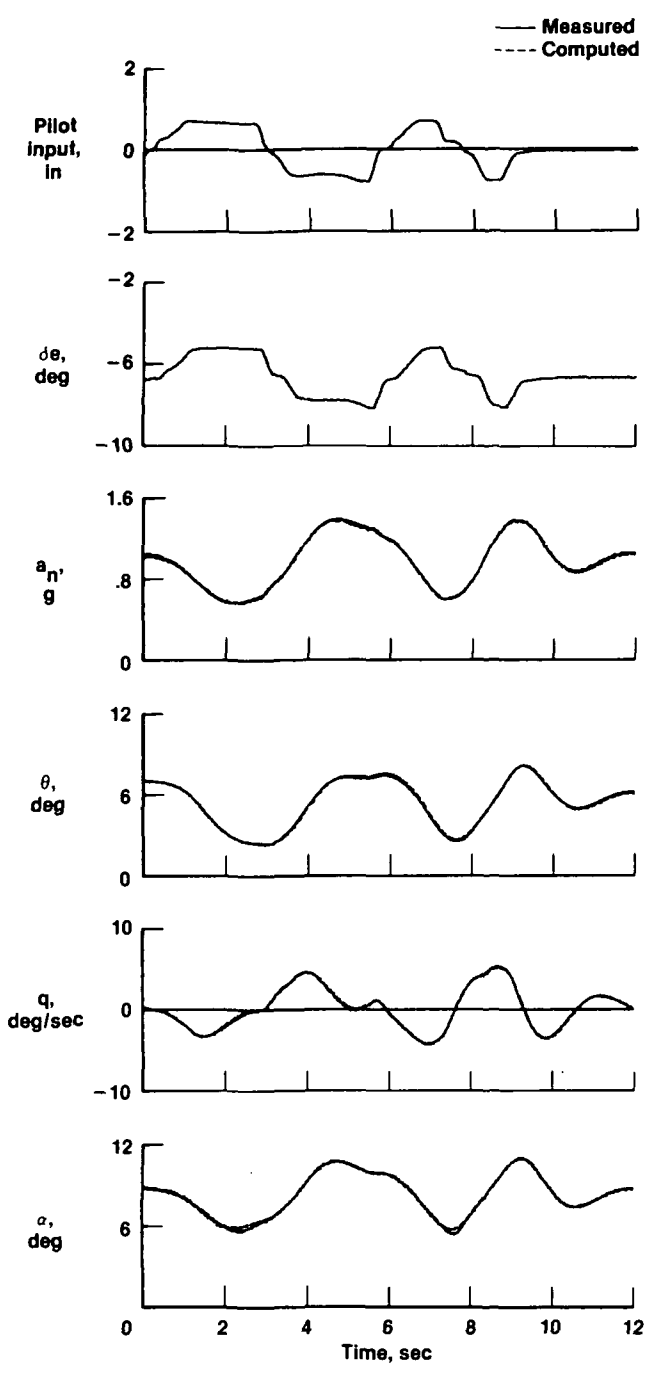 Measured
Computed
2
Pilot
input,
in
0
−2
−2
δe,
deg
−6
−10
1.6
an,
g
.8
0
12
θ,
deg
6
0
10
q,
deg/sec
0
−10
12
α,
deg
6
0 2 4 6 8 10 12
Time, sec